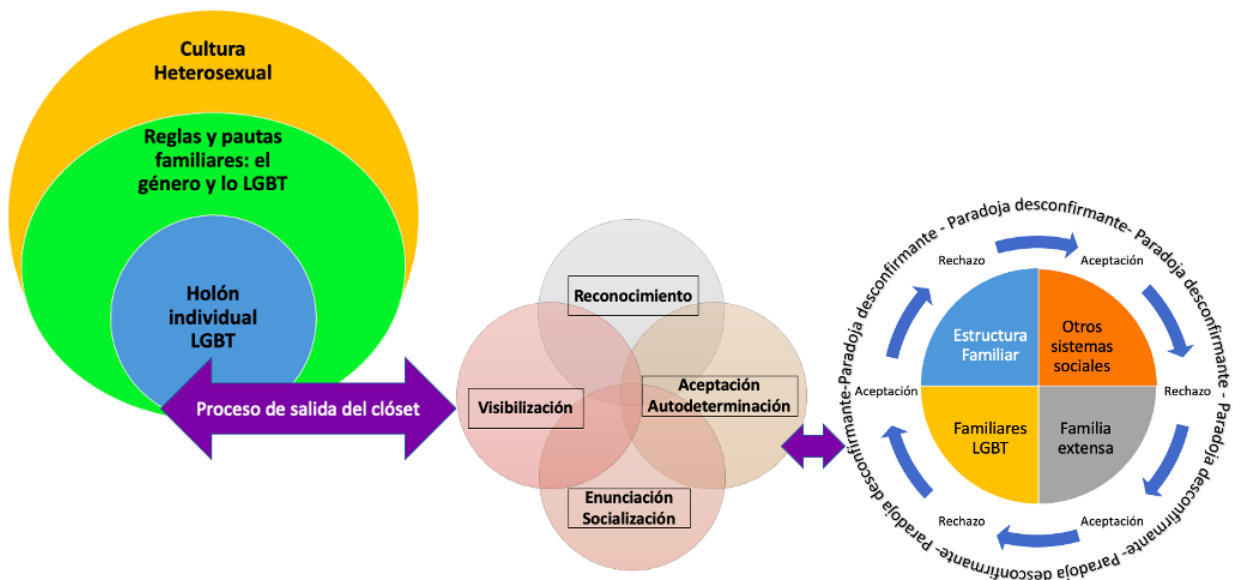 Cultura
Heterosexual
Reglas y pautas
familiares: el
género y lo LGBT
Holón
individual
LGBT
Proceso de salida del clóset
Reconocimiento
Visibilización
Aceptación
Autodeterminación
Enunciación
Socialización
Paradoja desconfirmante - Paradoja desconfirmante- Paradoja desconfirmante - Paradoja desconfirmante- Paradoja desconfirmante- Paradoja desconfirmante-
Rechazo
Aceptación
Estructura
Familiar
Otros
sistemas
sociales
Aceptación
Rechazo
Familiares
LGBT
Familia
extensa
Rechazo
Aceptación